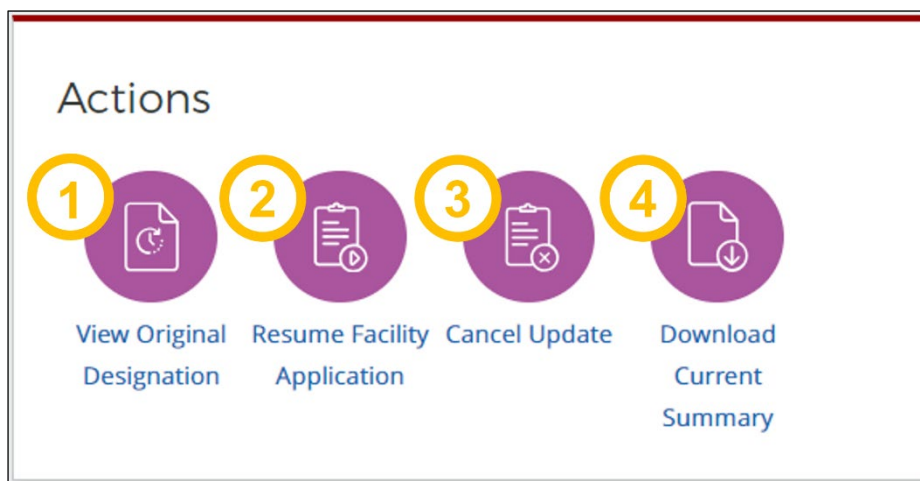 Actions
1
2
3
4
View Original
Designation
Resume Facility
Application
Cancel Update
Download
Current
Summary